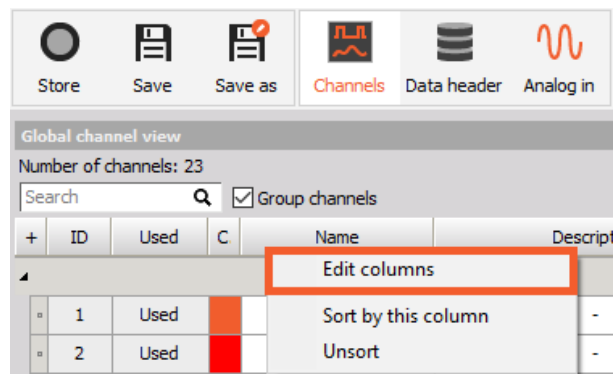 Store Save Save as Channels Data header Analog in
Global channel view
Number of channels: 23
Search Group channels
+ ID Used C. Name Descript
Edit columns
1 Used Sort by this column -
2 Used Unsort -